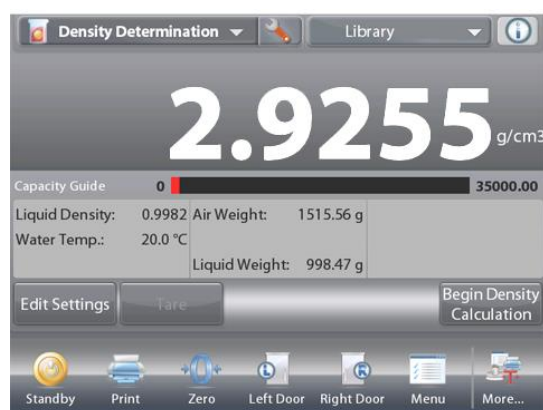 Density Determination Library
2.9255 g/cm3
Capacity Guide 0 35000.00
Liquid Density: 0.9982 Air Weight: 1515.56 g
Water Temp.: 20.0 °C
Liquid Weight: 998.47 g
Edit Settings Tare Begin Density
Calculation
Standby Print Zero Left Door Right Door Menu More...